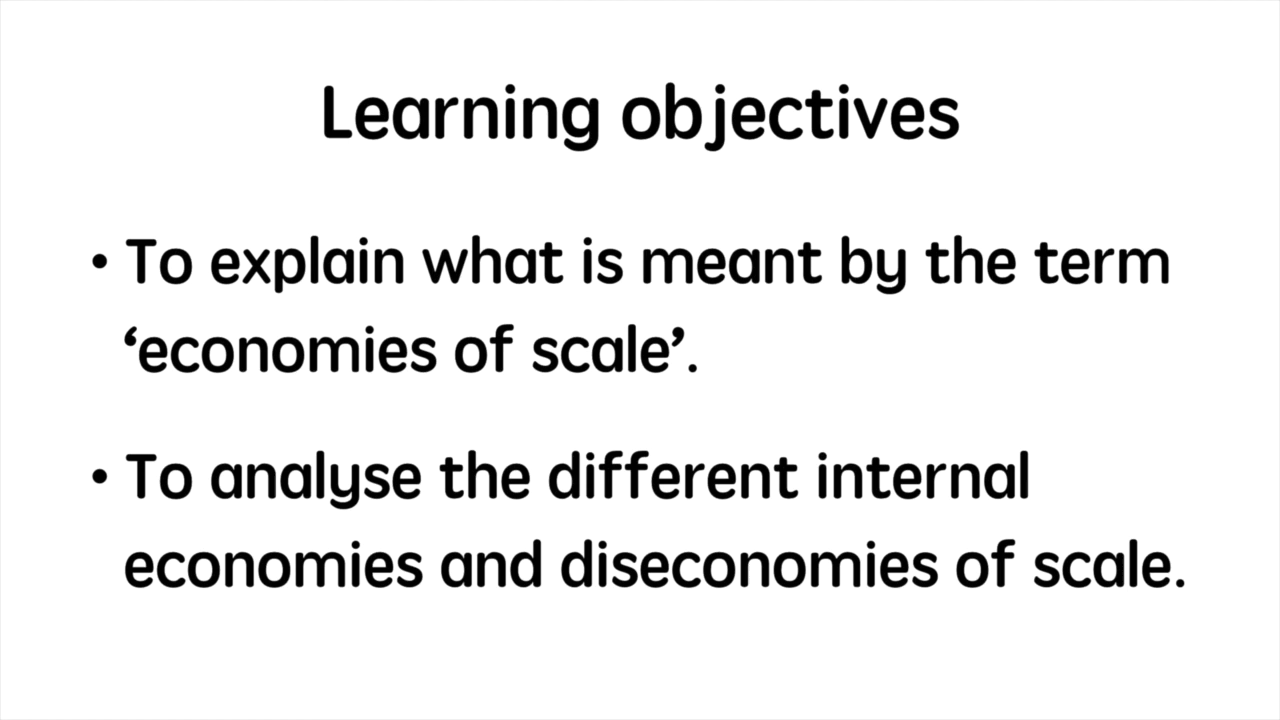 Learning objectives
• To explain what is meant by the term
‘economies of scale’.
• To analyse the different internal
economies and diseconomies of scale.